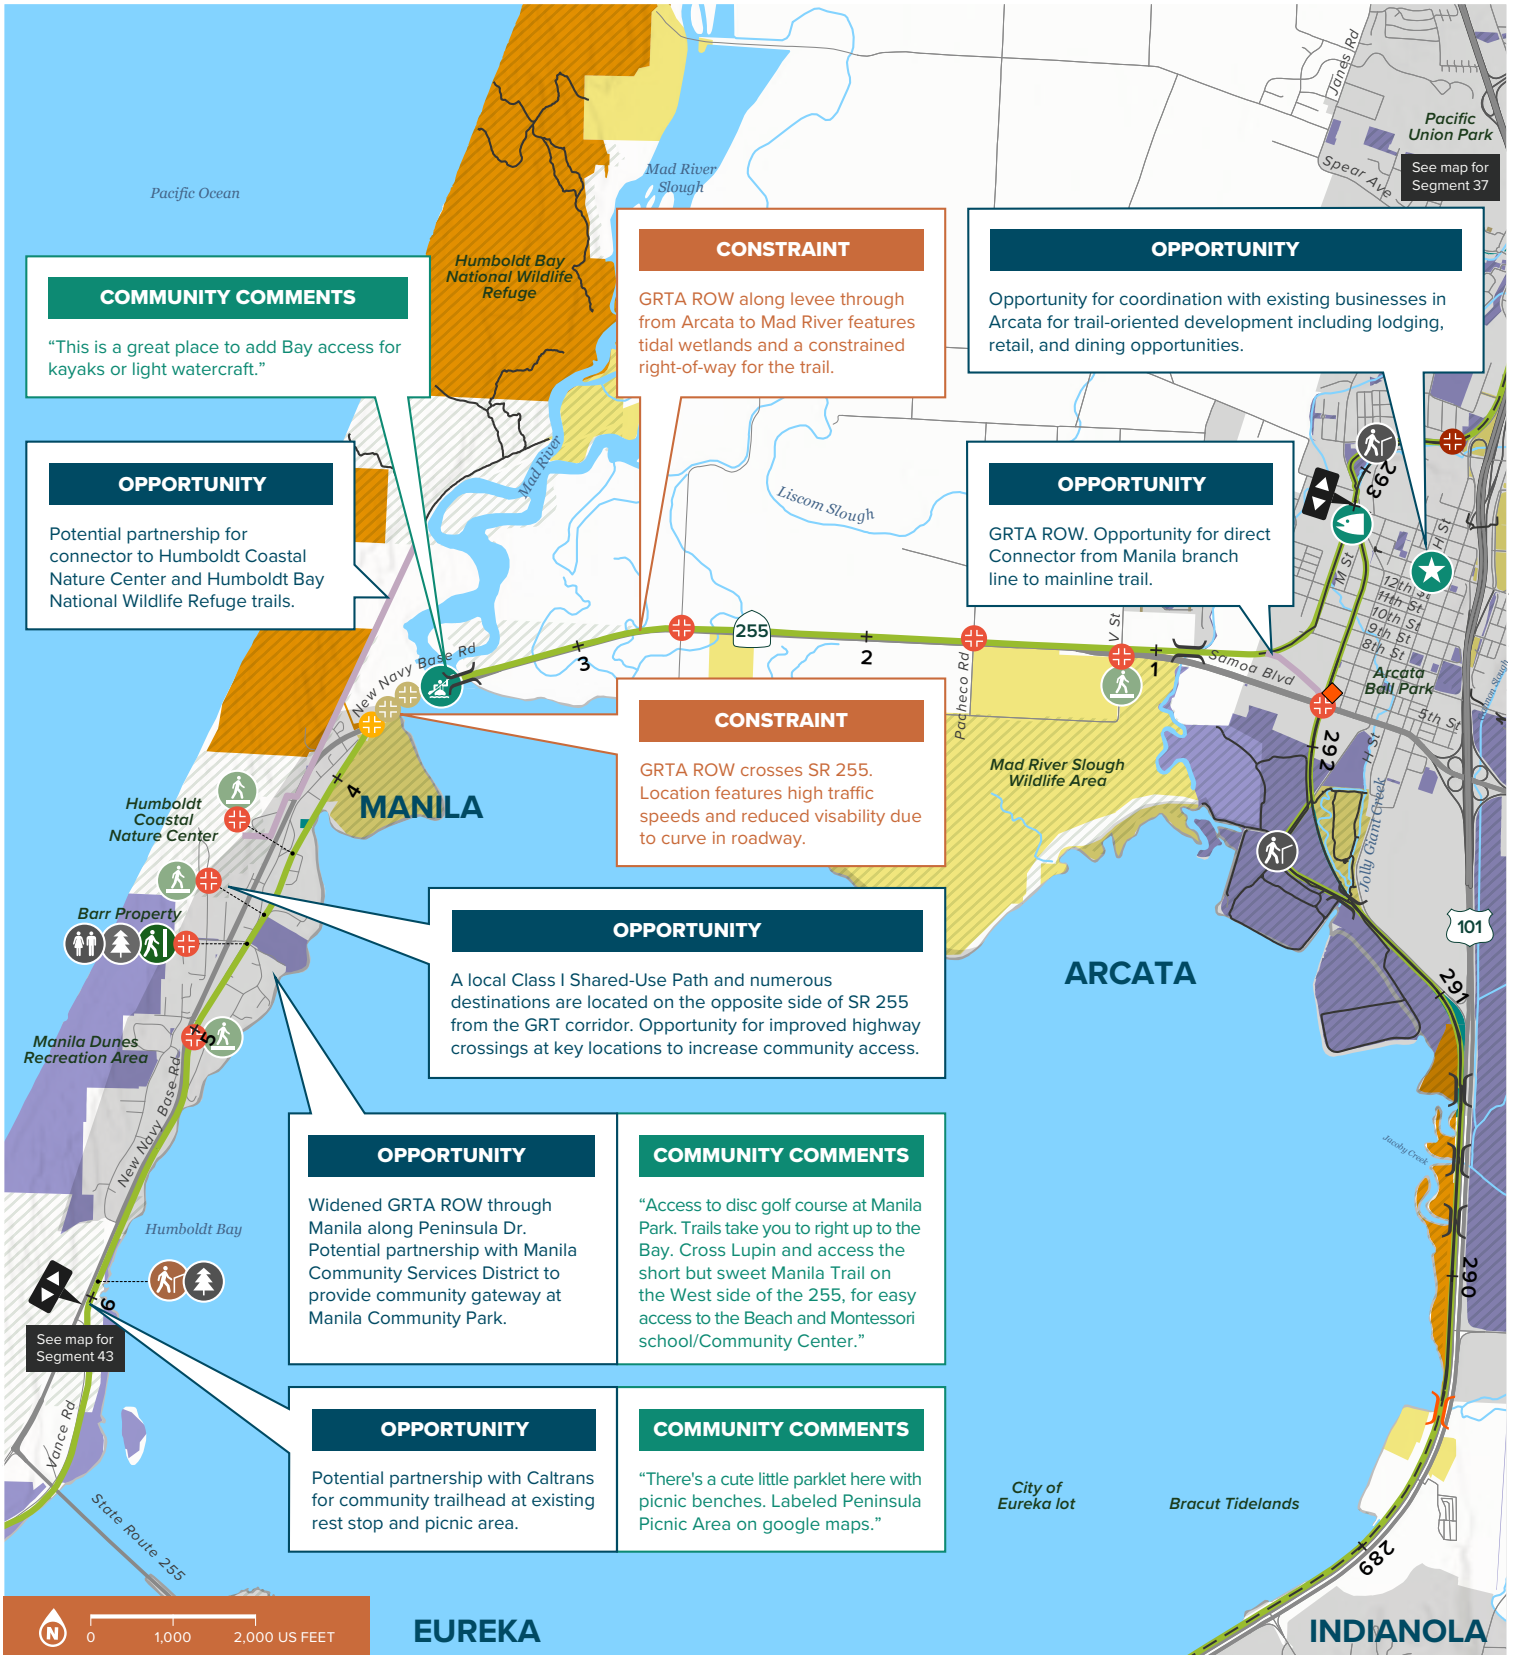 Pacific Ocean
Mad River
Slough
Humboldt Bay
National Wildlife
Refuge
Janes Rd
Pacific
Union Park
Spear Ave
See map for
Segment 37
COMMUNITY COMMENTS
“This is a great place to add Bay access for
kayaks or light watercraft.”
CONSTRAINT
GRTA ROW along levee through
from Arcata to Mad River features
tidal wetlands and a constrained
right-of-way for the trail.
OPPORTUNITY
Opportunity for coordination with existing businesses in
Arcata for trail-oriented development including lodging,
retail, and dining opportunities.
OPPORTUNITY
Potential partnership for
connector to Humboldt Coastal
Nature Center and Humboldt Bay
National Wildlife Refuge trails.
Mad River
Liscom Slough
OPPORTUNITY
GRTA ROW. Opportunity for direct
Connector from Manila branch
line to mainline trail.
293
H St
M St
12th St
11th St
10th St
9th St
8th St
Arcata
Ball Park
5th St
H St
Samoa Blvd
V St
1
2
3
255
Pacheco Rd
New Navy Base Rd
4
MANILA
CONSTRAINT
GRTA ROW crosses SR 255.
Location features high traffic
speeds and reduced visability due
to curve in roadway.
Mad River Slough
Wildlife Area
292
Jolly Giant Creek
101
291
ARCATA
Humboldt
Coastal
Nature Center
Barr Property
Manila Dunes
Recreation Area
5
New Navy Base Rd
OPPORTUNITY
A local Class I Shared-Use Path and numerous
destinations are located on the opposite side of SR 255
from the GRT corridor. Opportunity for improved highway
crossings at key locations to increase community access.
OPPORTUNITY
Widened GRTA ROW through
Manila along Peninsula Dr.
Potential partnership with Manila
Community Services District to
provide community gateway at
Manila Community Park.
COMMUNITY COMMENTS
“Access to disc golf course at Manila
Park. Trails take you to right up to the
Bay. Cross Lupin and access the
short but sweet Manila Trail on
the West side of the 255, for easy
access to the Beach and Montessori
school/Community Center.”
Jacoby Creek
290
Humboldt Bay
6
See map for
Segment 43
Vance Rd
State Route 255
OPPORTUNITY
Potential partnership with Caltrans
for community trailhead at existing
rest stop and picnic area.
COMMUNITY COMMENTS
“There's a cute little parklet here with
picnic benches. Labeled Peninsula
Picnic Area on google maps.”
City of
Eureka lot
Bracut Tidelands
289
N
0
1,000
2,000 US FEET
EUREKA
INDIANOLA